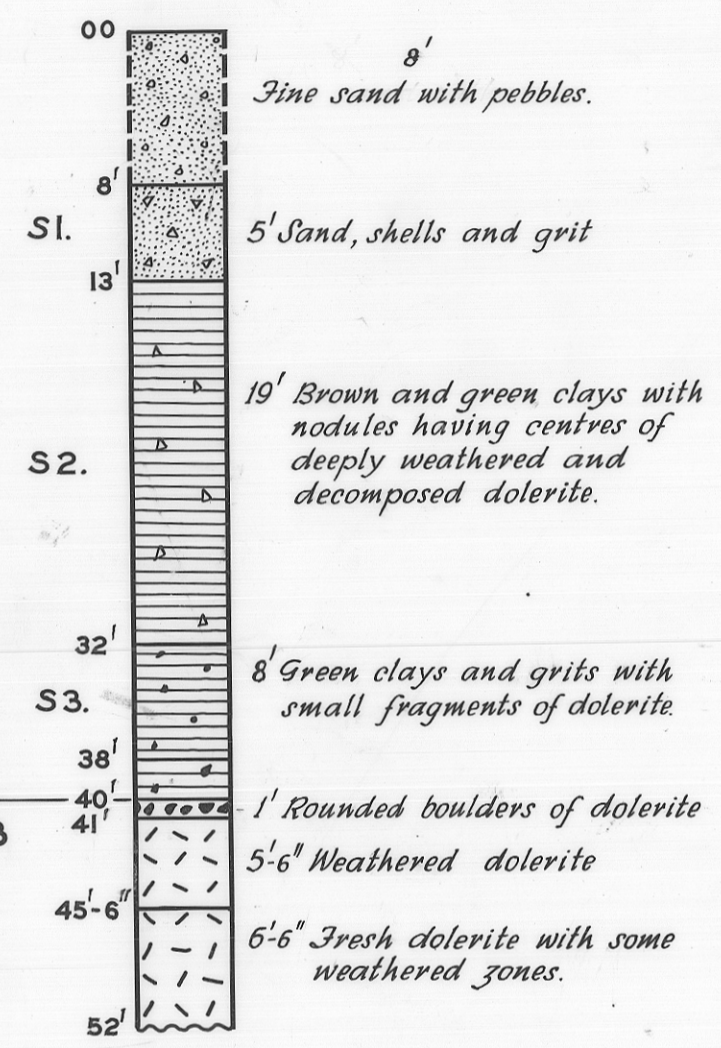 00
8'
Fine sand with pebbles.
8'
S1.
5' Sand, shells and grit
13'
19' Brown and green clays with
nodules having centres of
deeply weathered and
decomposed dolerite.
S2.
32'
8' Green clays and grits with
small fragments of dolerite.
S3.
38'
40'
1' Rounded boulders of dolerite
41'
5'-6" Weathered dolerite
45'-6"
6'-6" Fresh dolerite with some
weathered zones.
52'